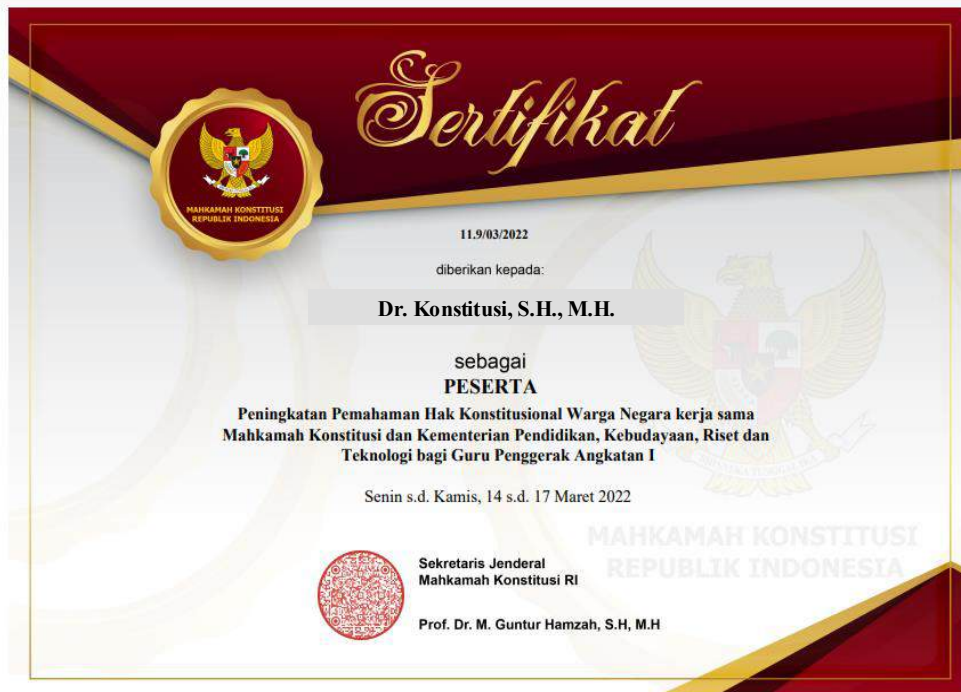 Sertifikat
MAHKAMAH KONSTITUSI
REPUBLIK INDONESIA
11.9/03/2022
diberikan kepada:
Dr. Konstitusi, S.H., M.H.
sebagai
PESERTA
Peningkatan Pemahaman Hak Konstitusional Warga Negara kerja sama
Mahkamah Konstitusi dan Kementerian Pendidikan, Kebudayaan, Riset dan
Teknologi bagi Guru Penggerak Angkatan I
Senin s.d. Kamis, 14 s.d. 17 Maret 2022
MAHKAMAH KONSTITUSI
REPUBLIK INDONESIA
Sekretaris Jenderal
Mahkamah Konstitusi RI
Prof. Dr. M. Guntur Hamzah, S.H, M.H